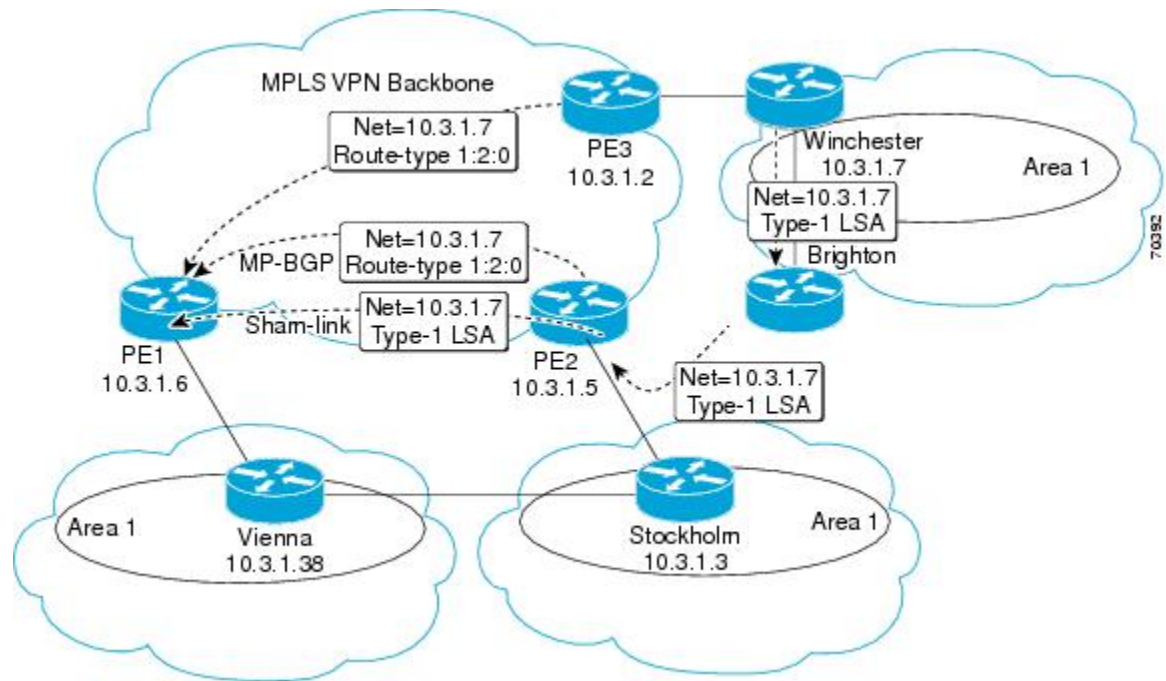 MPLS VPN Backbone
Net=10.3.1.7
Route-type 1:2:0
PE3
10.3.1.2
Winchester
10.3.1.7
Area 1
Net=10.3.1.7
Type-1 LSA
Brighton
70392
Net=10.3.1.7
Route-type 1:2:0
MP-BGP
Sham-link
Net=10.3.1.7
Type-1 LSA
PE1
10.3.1.6
PE2
10.3.1.5
Net=10.3.1.7
Type-1 LSA
Area 1
Vienna
10.3.1.38
Stockholm
10.3.1.3
Area 1